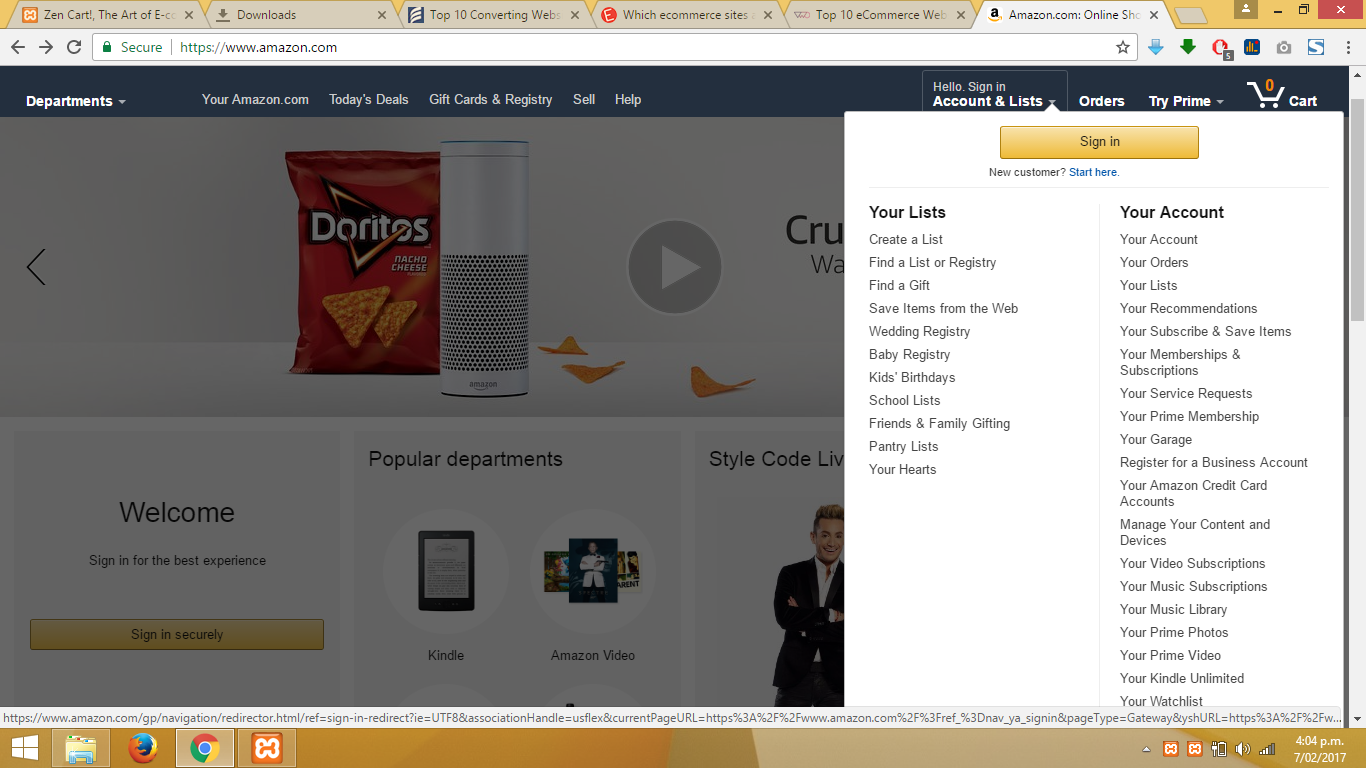 Zen Cart!, The Art of E-co
Downloads
Top 10 Converting Webs
Which ecommerce sites
Top 10 eCommerce Web
Amazon.com: Online Sho
Secure
https://www.amazon.com
5
Departments
Your Amazon.com
Today's Deals
Gift Cards & Registry
Sell
Help
Hello. Sign in
Account & Lists
Orders
Try Prime
0
Cart
Sign in
New customer? Start here.
Doritos
NACHO
CHEESE
amazon
Cru
Wa
Your Lists
Create a List
Find a List or Registry
Find a Gift
Save Items from the Web
Wedding Registry
Baby Registry
Kids' Birthdays
School Lists
Friends & Family Gifting
Pantry Lists
Your Hearts
Your Account
Your Account
Your Orders
Your Lists
Your Recommendations
Your Subscribe & Save Items
Your Memberships &
Subscriptions
Your Service Requests
Your Prime Membership
Your Garage
Register for a Business Account
Your Amazon Credit Card
Accounts
Manage Your Content and
Devices
Your Video Subscriptions
Your Music Subscriptions
Your Music Library
Your Prime Photos
Your Prime Video
Your Kindle Unlimited
Your Watchlist
Welcome
Sign in for the best experience
Sign in securely
Popular departments
Kindle
SPECTRE
ARENT
Amazon Video
Style Code Liv
https://www.amazon.com/gp/navigation/redirector.html/ref=sign-in-redirect?ie=UTF8&associationHandle=usflex&currentPageURL=https%3A%2F%2Fwww.amazon.com%2F%3Fref_%3Dnav_ya_signin&pageType=Gateway&yshURL=https%3A%2F%2Fw...
4:04 p.m.
7/02/2017